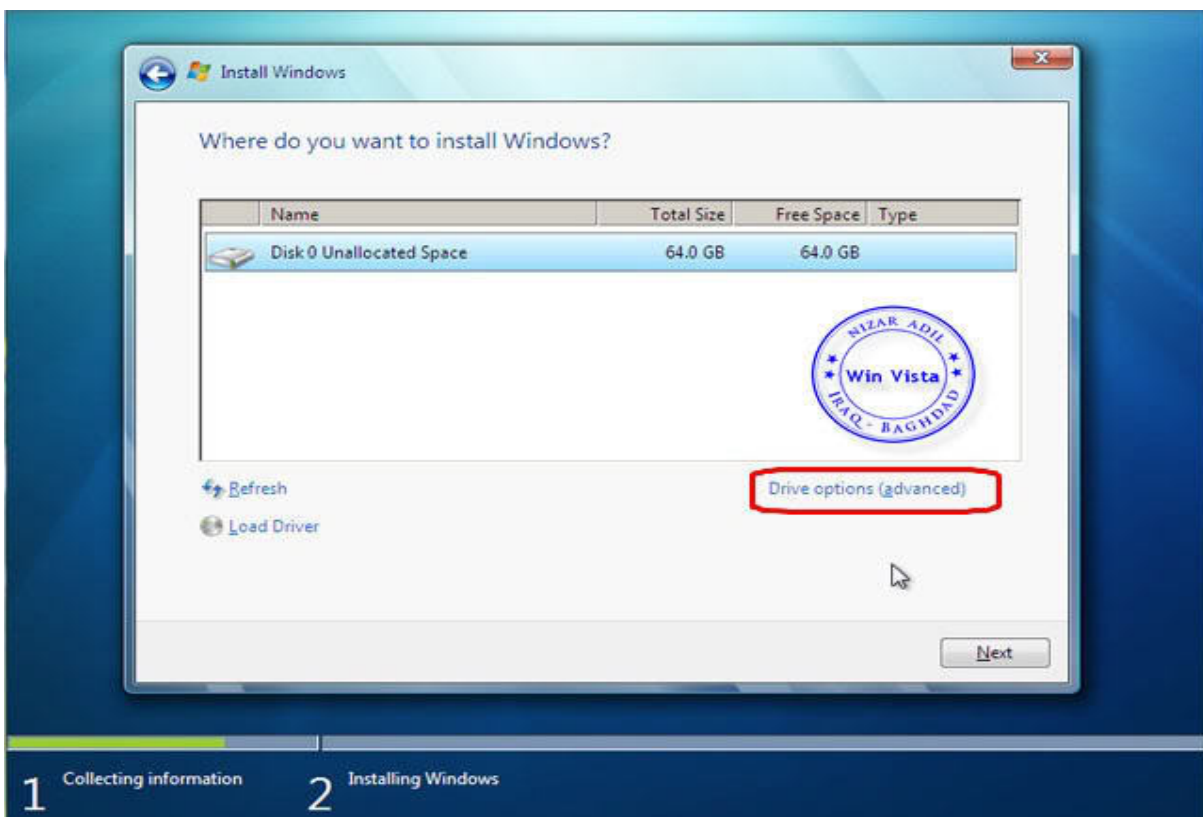 Install Windows
Where do you want to install Windows?
Name Total Size Free Space Type
Disk 0 Unallocated Space 64.0 GB 64.0 GB
NIZAR ADIL
Win Vista
IRAQ - BAGHDAD
Refresh Drive options (advanced)
Load Driver
Next
1 Collecting information 2 Installing Windows